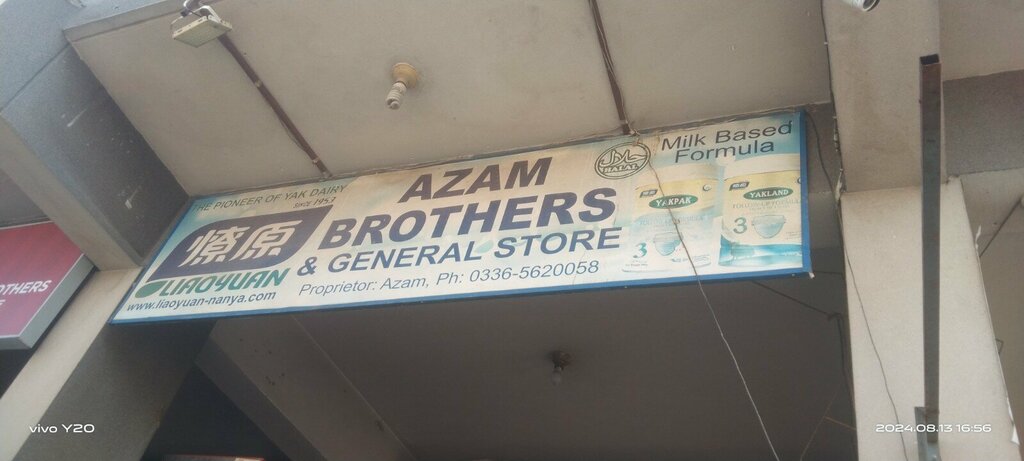 THE PIONEER OF YAK DAIRY
Since 1953
燎原
LIAOYUAN
www.liaoyuan-nanya.com
AZAM
BROTHERS
& GENERAL STORE
Proprietor: Azam, Ph: 0336-5620058
حلال
HALAL
Milk Based
Formula
YAKPAK
3
YAKLAND
3
OTHERS
vivo Y20
2024.08.13 16:56